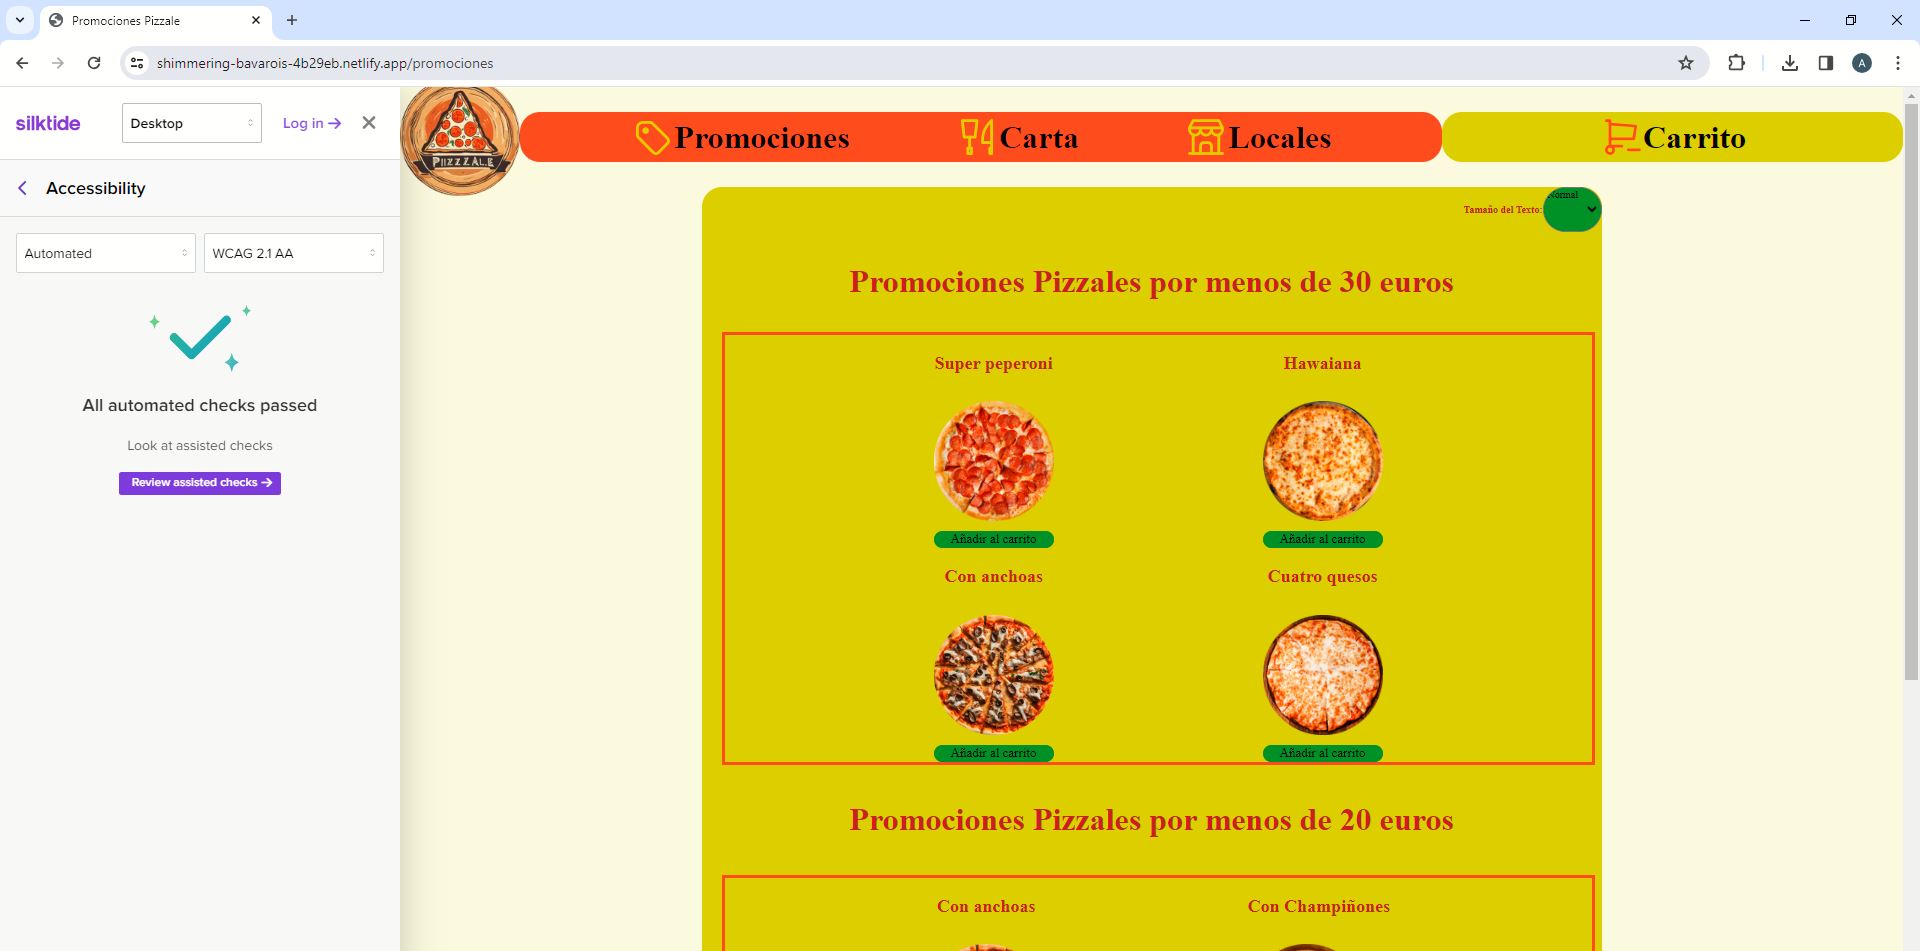 Promociones Pizzale
shimmering-bavarois-4b29eb.netlify.app/promociones
A
silktide
Desktop
Log in →
Accessibility
Automated
WCAG 2.1 AA
All automated checks passed
Look at assisted checks
Review assisted checks →
PIIZZZALE
Promociones
Carta
Locales
Carrito
Tamaño del Texto:
Normal
Promociones Pizzales por menos de 30 euros
Super peperoni
Hawaiana
Añadir al carrito
Añadir al carrito
Con anchoas
Cuatro quesos
Añadir al carrito
Añadir al carrito
Promociones Pizzales por menos de 20 euros
Con anchoas
Con Champiñones